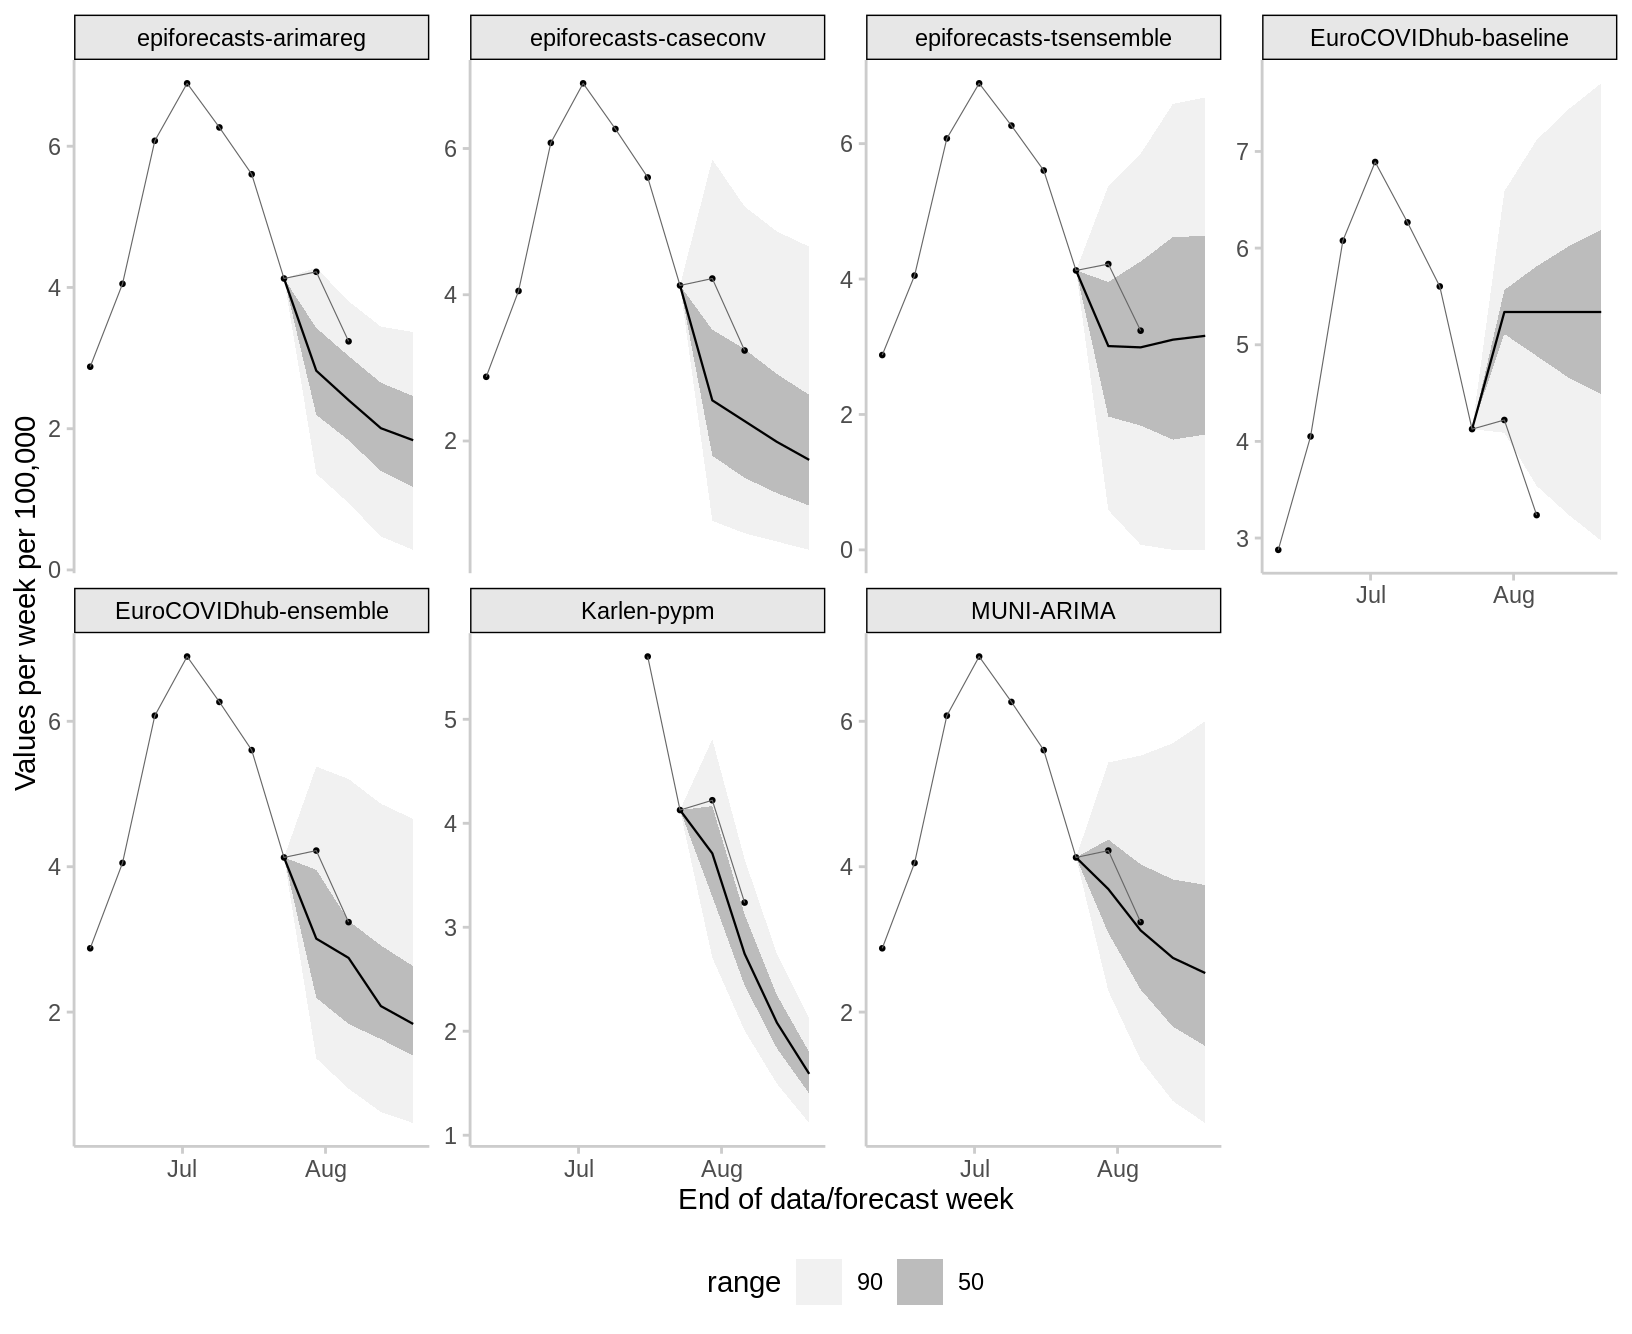 epiforecasts-arimareg
epiforecasts-caseconv
epiforecasts-tsensemble
EuroCOVIDhub-baseline
6
4
2
0
6
4
2
6
4
2
0
7
6
5
4
3
Jul Aug
EuroCOVIDhub-ensemble
Karlen-pypm
MUNI-ARIMA
6
4
2
5
4
3
2
1
6
4
2
Jul Aug
Jul Aug
Jul Aug
Values per week per 100,000
End of data/forecast week
range 90 50